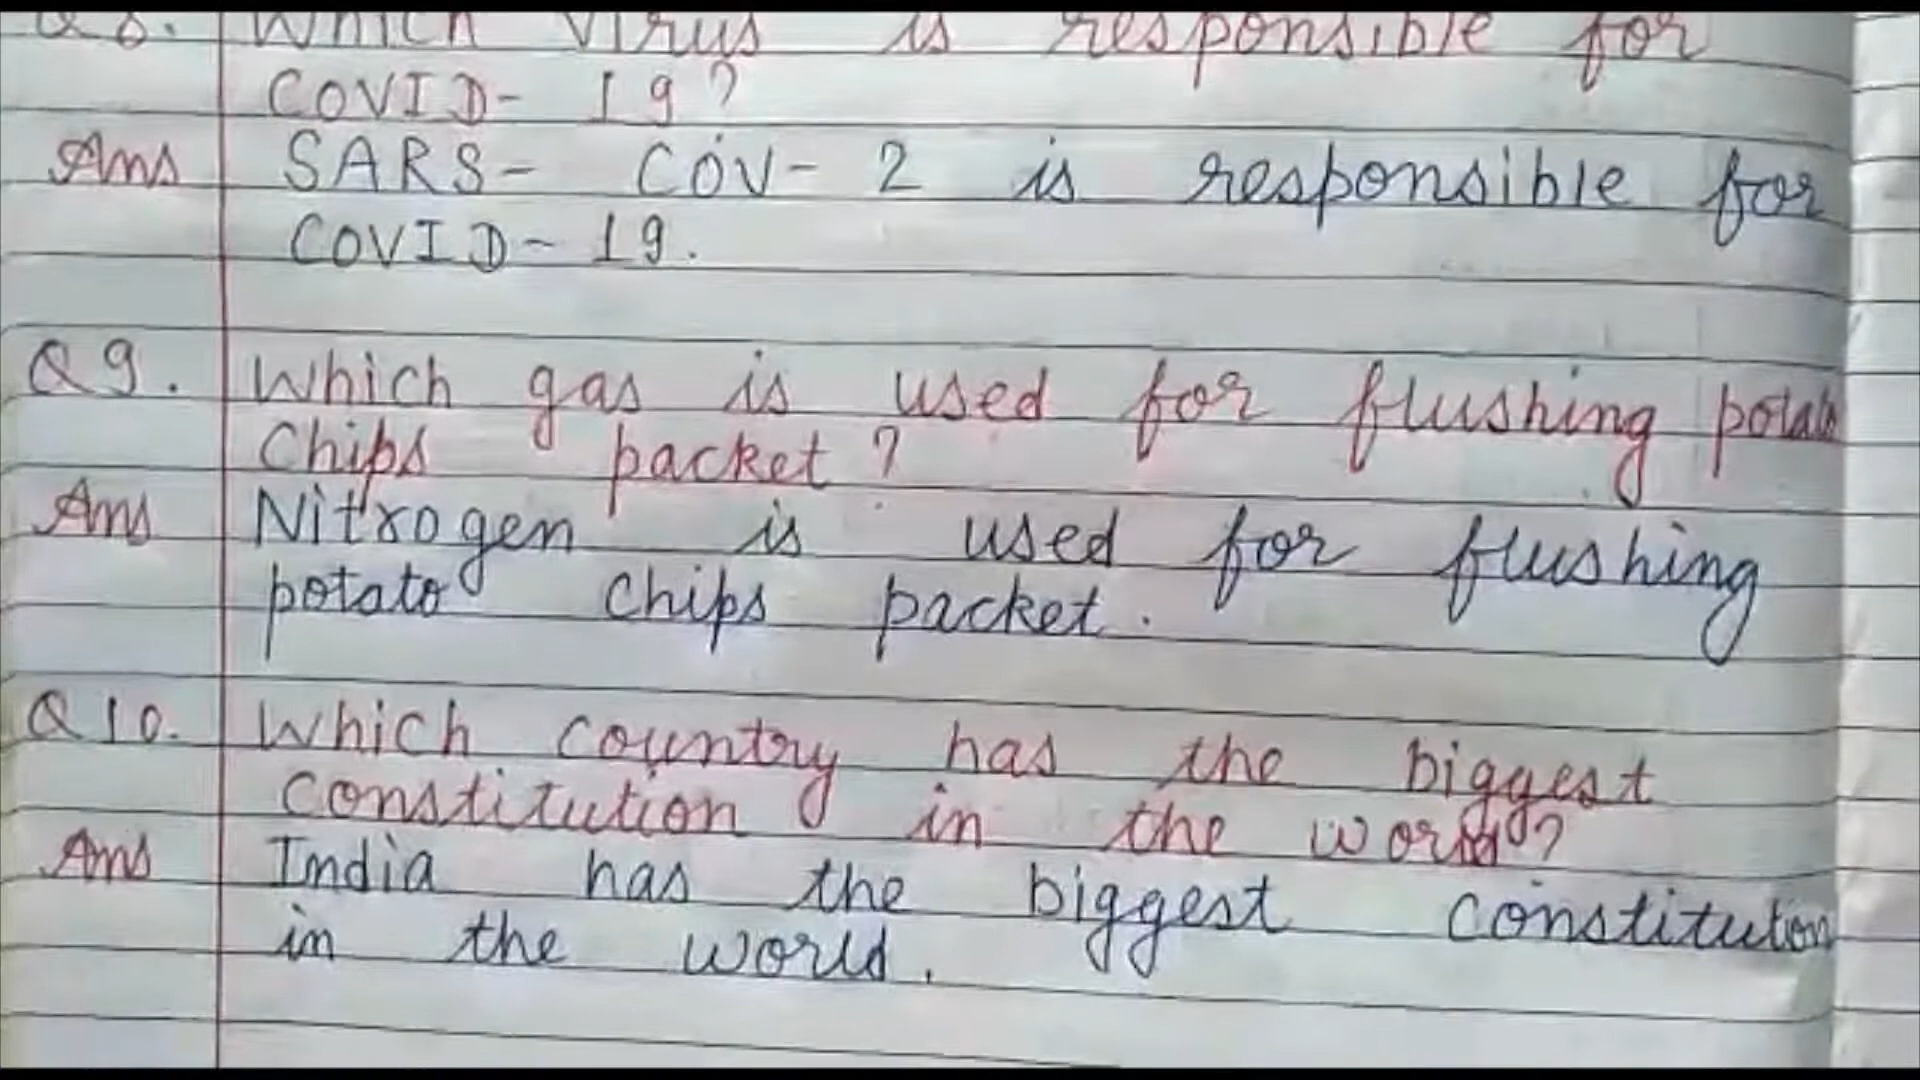 Q8. Which virus is responsible for
COVID- 19?
Ans SARS- COV- 2 is responsible for
COVID- 19.
Q9. Which gas is used for flushing potato
Chips packet?
Ans Nitrogen is used for flushing
potato chips packet.
Q10. Which country has the biggest
constitution in the world?
Ans India has the biggest constitution
in the world.